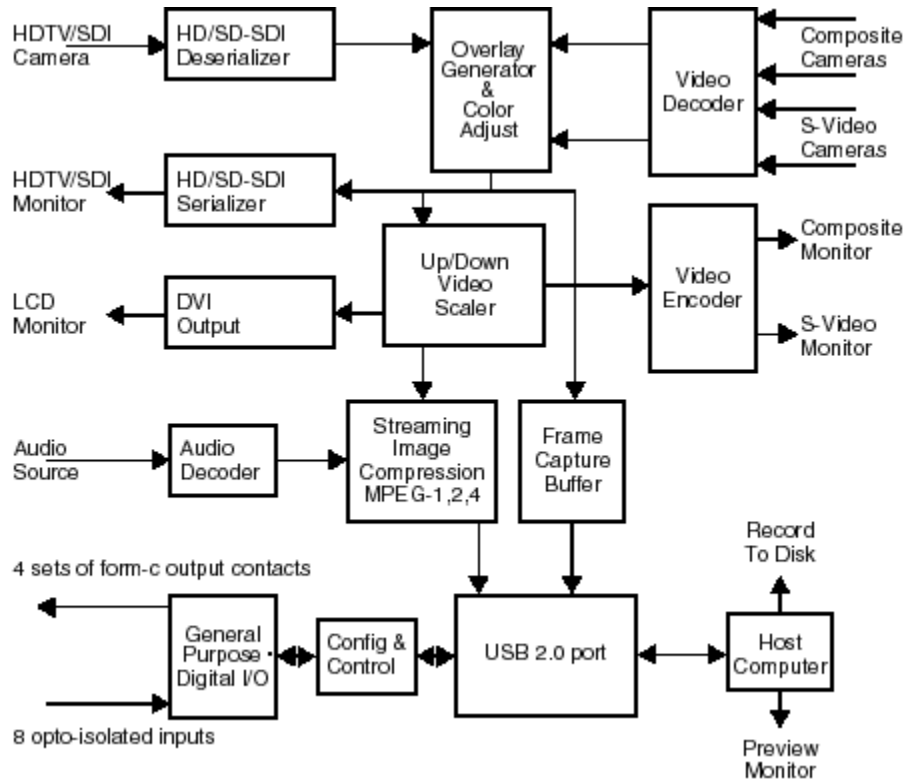 HDTV/SDI
Camera
HD/SD-SDI
Deserializer
Overlay
Generator
&
Color
Adjust
Video
Decoder
Composite
Cameras
S-Video
Cameras
HDTV/SDI
Monitor
HD/SD-SDI
Serializer
Up/Down
Video
Scaler
Video
Encoder
Composite
Monitor
S-Video
Monitor
LCD
Monitor
DVI
Output
Audio
Source
Audio
Decoder
Streaming
Image
Compression
MPEG-1,2,4
Frame
Capture
Buffer
Record
To Disk
4 sets of form-c output contacts
General
Purpose
Digital I/O
Config &
Control
USB 2.0 port
Host
Computer
8 opto-isolated inputs
Preview
Monitor